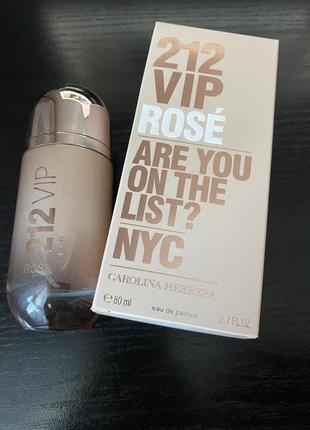 212 VIP
ROSÉ
212
VIP
ROSÉ
ARE YOU
ON THE
LIST?
NYC
CAROLINA HERRERA
℮ 80 ml
eau de parfum
2.7 FL OZ